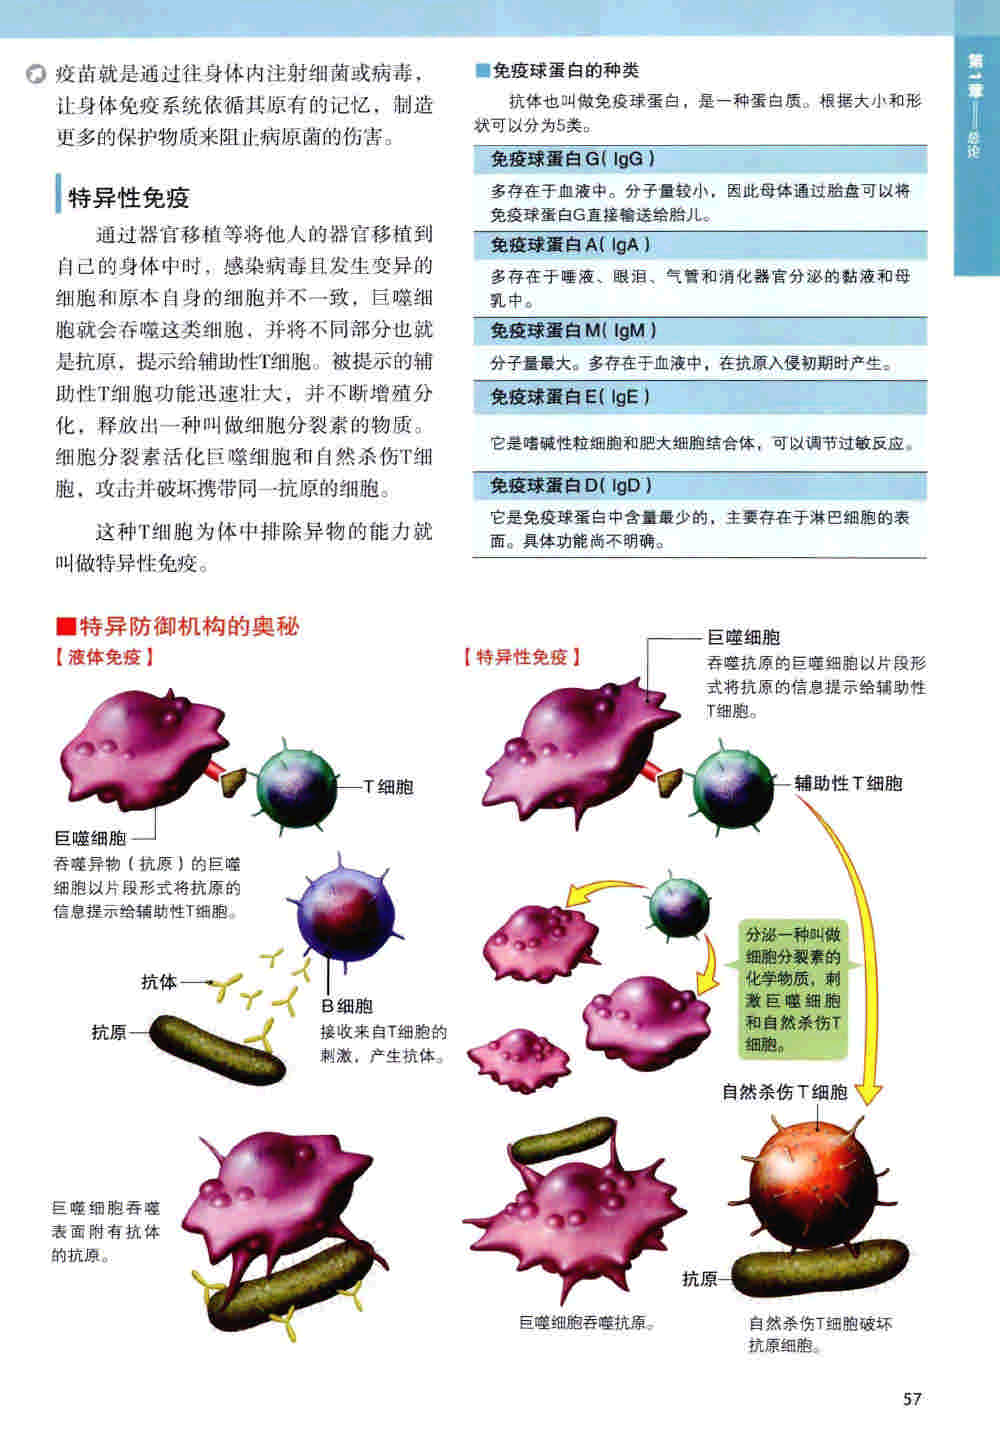 疫苗就是通过往身体内注射细菌或病毒，
让身体免疫系统依循其原有的记忆，制造
更多的保护物质来阻止病原菌的伤害。
特异性免疫
通过器官移植等将他人的器官移植到
自己的身体中时，感染病毒且发生变异的
细胞和原本自身的细胞并不一致，巨噬细
胞就会吞噬这类细胞，并将不同部分也就
是抗原，提示给辅助性T细胞。被提示的辅
助性T细胞功能迅速壮大，并不断增殖分
化，释放出一种叫做细胞分裂素的物质。
细胞分裂素活化巨噬细胞和自然杀伤T细
胞，攻击并破坏携带同一抗原的细胞。
这种T细胞为体中排除异物的能力就
叫做特异性免疫。
■免疫球蛋白的种类
抗体也叫做免疫球蛋白，是一种蛋白质。根据大小和形
状可以分为5类。
免疫球蛋白G（IgG）
多存在于血液中。分子量较小，因此母体通过胎盘可以将
免疫球蛋白G直接输送给胎儿。
免疫球蛋白A（IgA）
多存在于唾液、眼泪、气管和消化器官分泌的黏液和母
乳中。
免疫球蛋白M（IgM）
分子量最大。多存在于血液中，在抗原入侵初期时产生。
免疫球蛋白E（IgE）
它是嗜碱性粒细胞和肥大细胞结合体，可以调节过敏反应。
免疫球蛋白D（IgD）
它是免疫球蛋白中含量最少的，主要存在于淋巴细胞的表
面。具体功能尚不明确。
第1章——总论
■特异防御机构的奥秘
【液体免疫】
T细胞
巨噬细胞
吞噬异物（抗原）的巨噬
细胞以片段形式将抗原的
信息提示给辅助性T细胞。
抗体
抗原
B细胞
接收来自T细胞的
刺激，产生抗体。
巨噬细胞吞噬
表面附有抗体
的抗原。
【特异性免疫】
巨噬细胞
吞噬抗原的巨噬细胞以片段形
式将抗原的信息提示给辅助性
T细胞。
辅助性T细胞
分泌一种叫做
细胞分裂素的
化学物质，刺
激巨噬细胞
和自然杀伤T
细胞。
自然杀伤T细胞
抗原
巨噬细胞吞噬抗原。
自然杀伤T细胞破坏
抗原细胞。
57